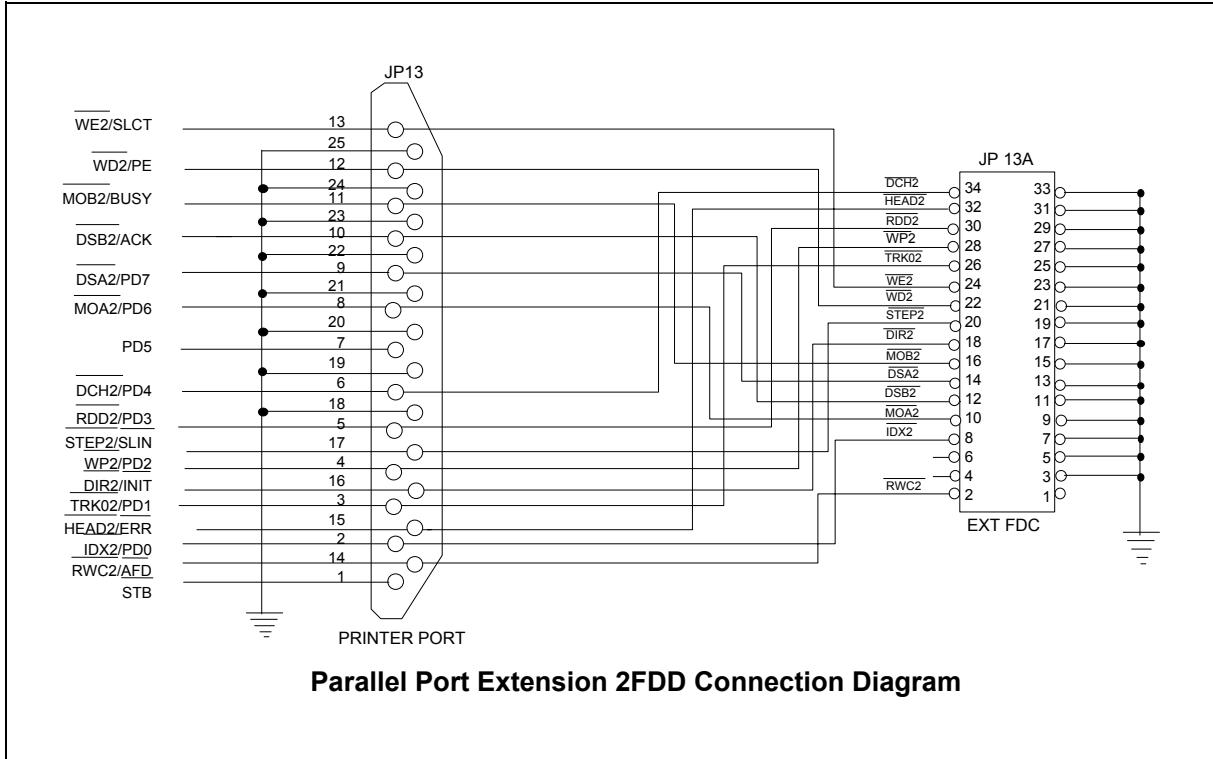 JP13
WE2/SLCT
WD2/PE
MOB2/BUSY
DSB2/ACK
DSA2/PD7
MOA2/PD6
PD5
DCH2/PD4
RDD2/PD3
STEP2/SLIN
WP2/PD2
DIR2/INIT
TRK02/PD1
HEAD2/ERR
IDX2/PD0
RWC2/AFD
STB
13
25
12
24
11
23
10
22
9
21
8
20
7
19
6
18
5
17
4
16
3
15
2
14
1
PRINTER PORT
JP 13A
DCH2 34 33
HEAD2 32 31
RDD2 30 29
WP2 28 27
TRK02 26 25
WE2 24 23
WD2 22 21
STEP2 20 19
DIR2 18 17
MOB2 16 15
DSA2 14 13
DSB2 12 11
MOA2 10 9
IDX2 8 7
6 5
4 3
RWC2 2 1
EXT FDC
Parallel Port Extension 2FDD Connection Diagram